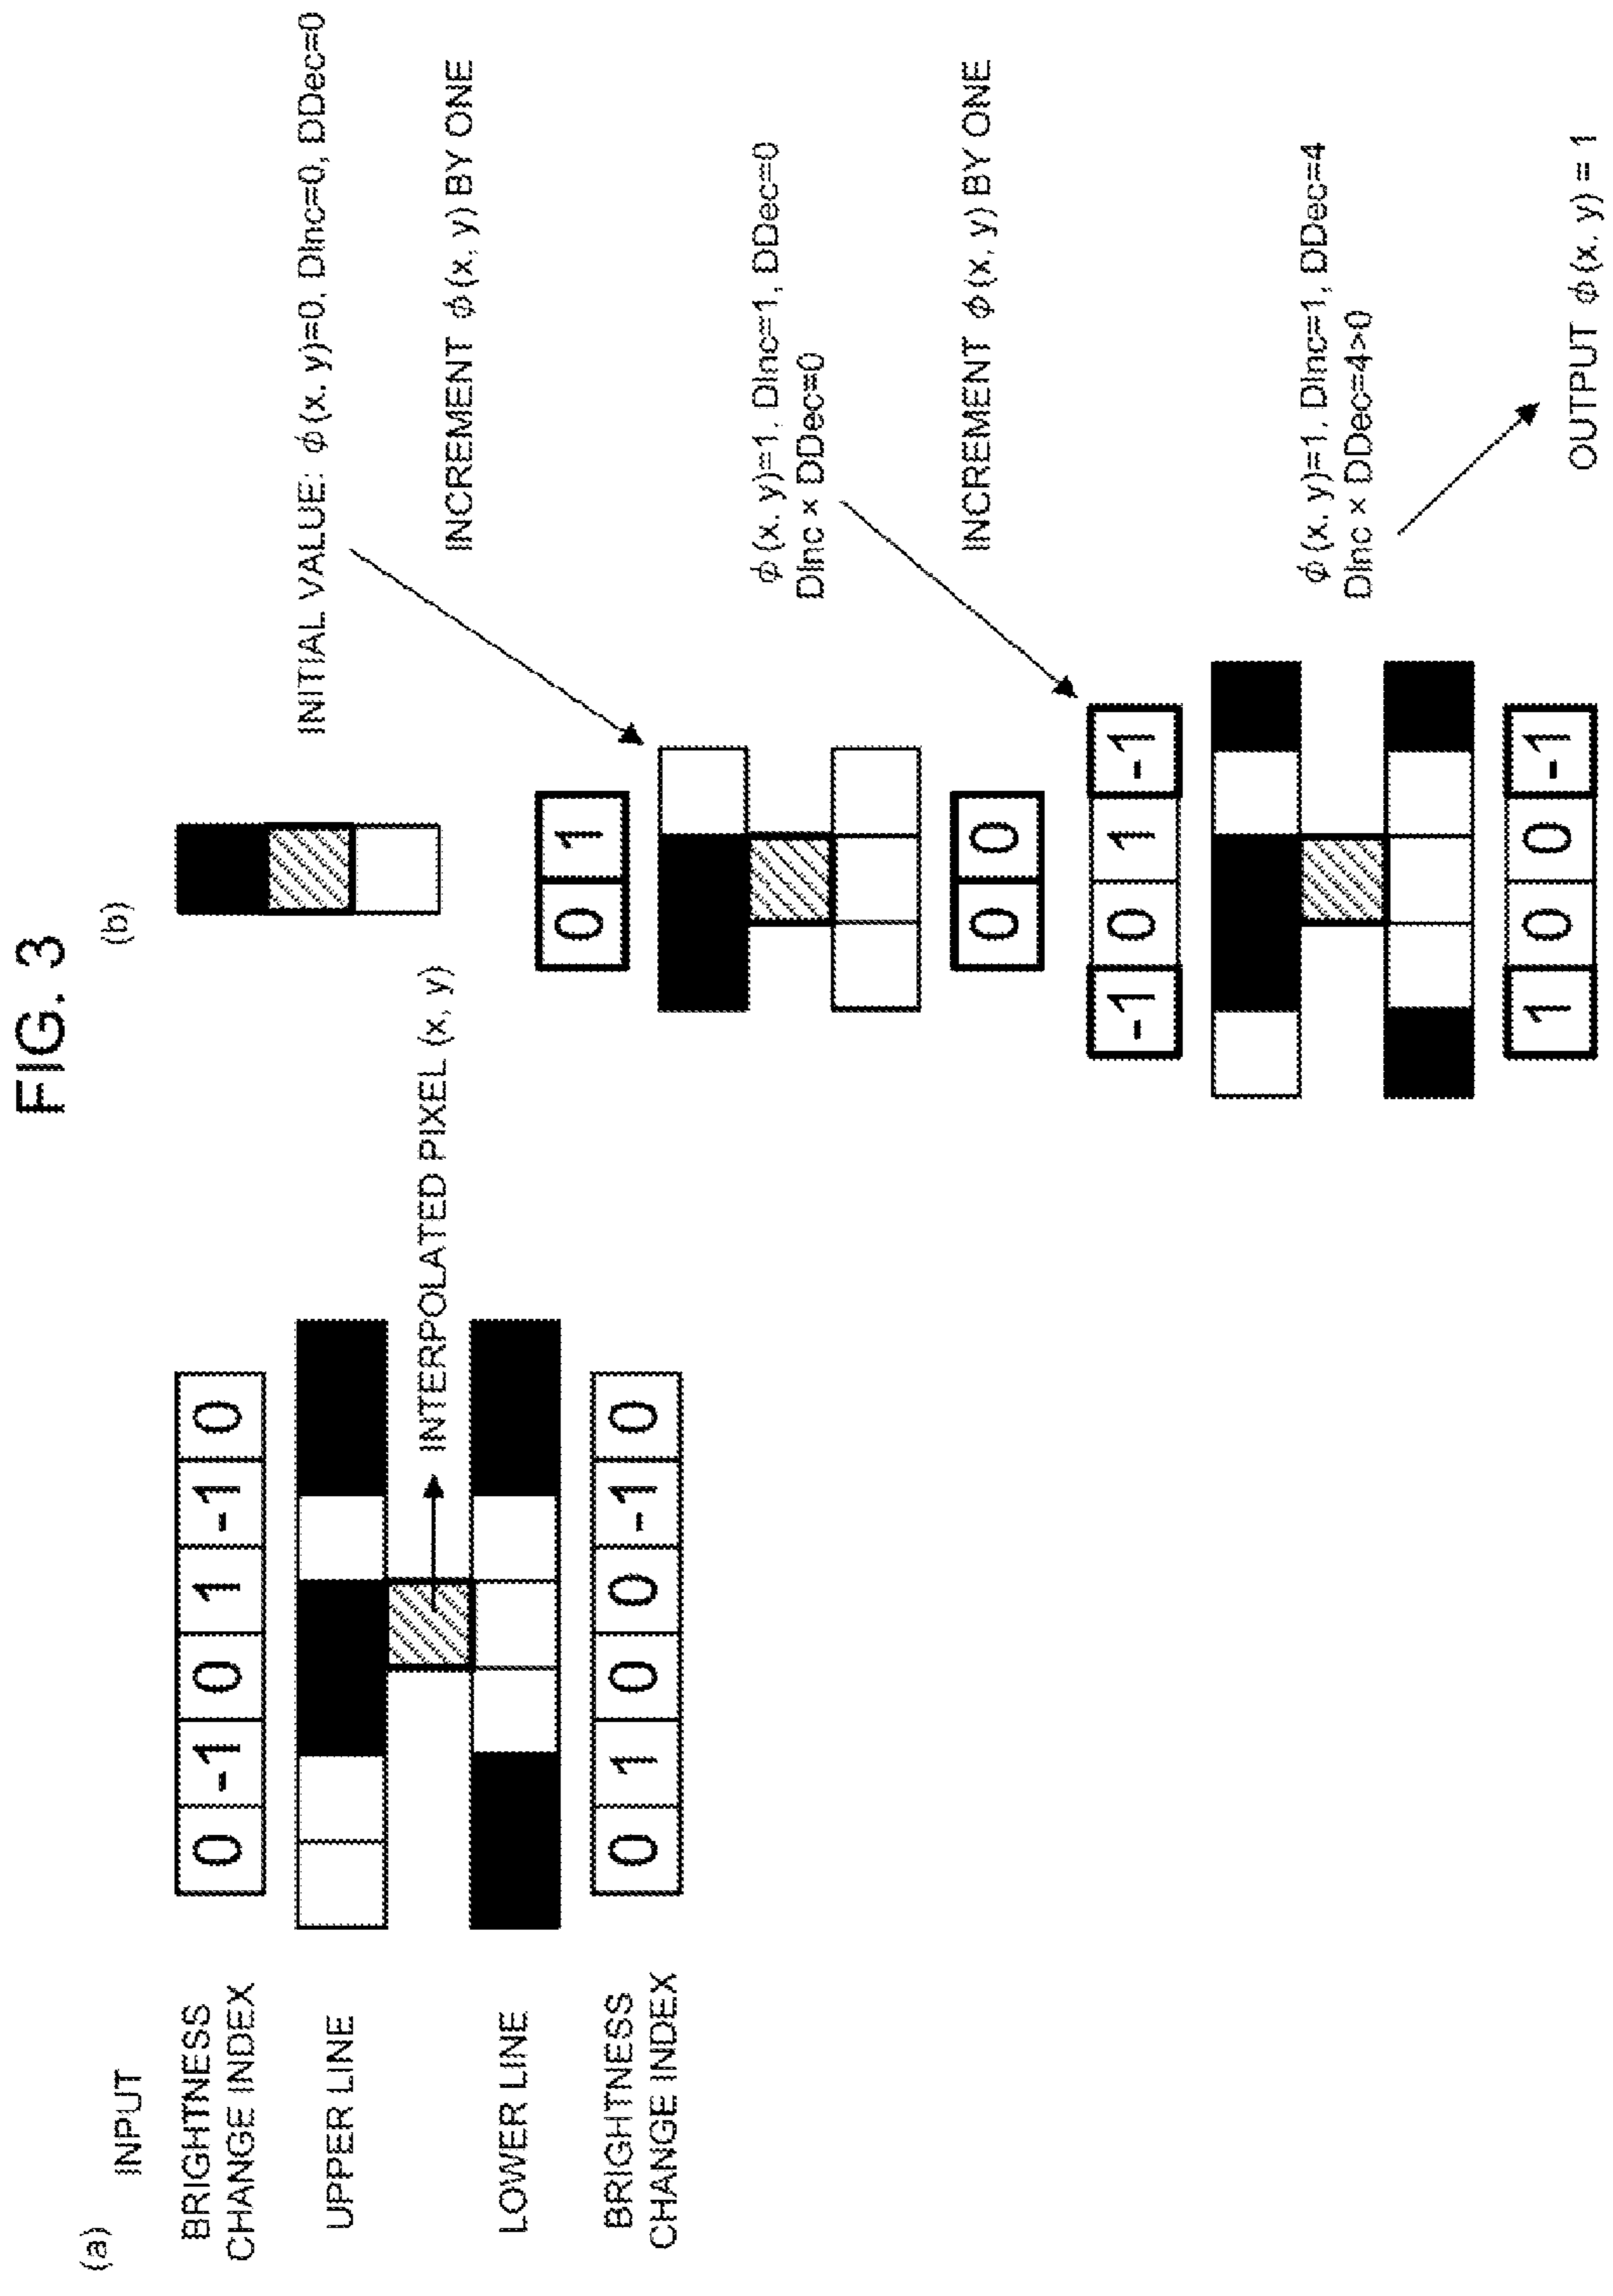 FIG. 3
(a)
INPUT
BRIGHTNESS
CHANGE INDEX
0 -1 0 1 -1 0
UPPER LINE
INTERPOLATED PIXEL (x, y)
LOWER LINE
BRIGHTNESS
CHANGE INDEX
0 1 0 0 -1 0
(b)
INITIAL VALUE: ϕ(x, y)=0, DInc=0, DDec=0
INCREMENT ϕ(x, y) BY ONE
0 1
ϕ(x, y)=1, DInc=1, DDec=0
DInc × DDec=0
0 0
INCREMENT ϕ(x, y) BY ONE
-1 0 1 -1
ϕ(x, y)=1, DInc=1, DDec=4
DInc × DDec=4>0
1 0 0 -1
OUTPUT ϕ(x, y) = 1